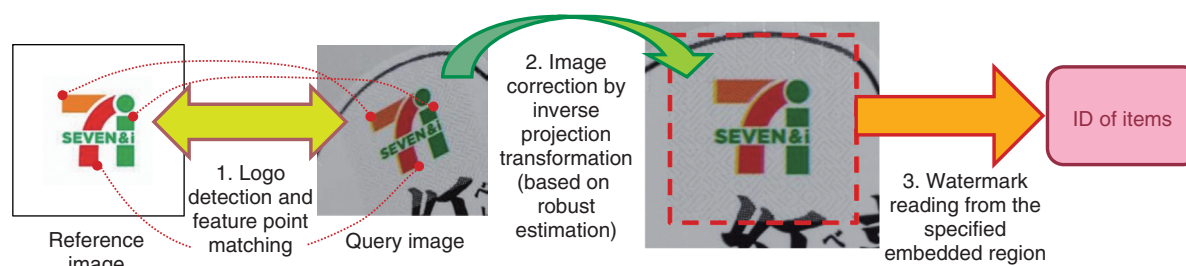 SEVEN&i
Reference
image
1. Logo
detection and
feature point
matching
SEVEN&i
Query image
2. Image
correction by
inverse
projection
transformation
(based on
robust
estimation)
SEVEN&i
3. Watermark
reading from the
specified
embedded region
ID of items